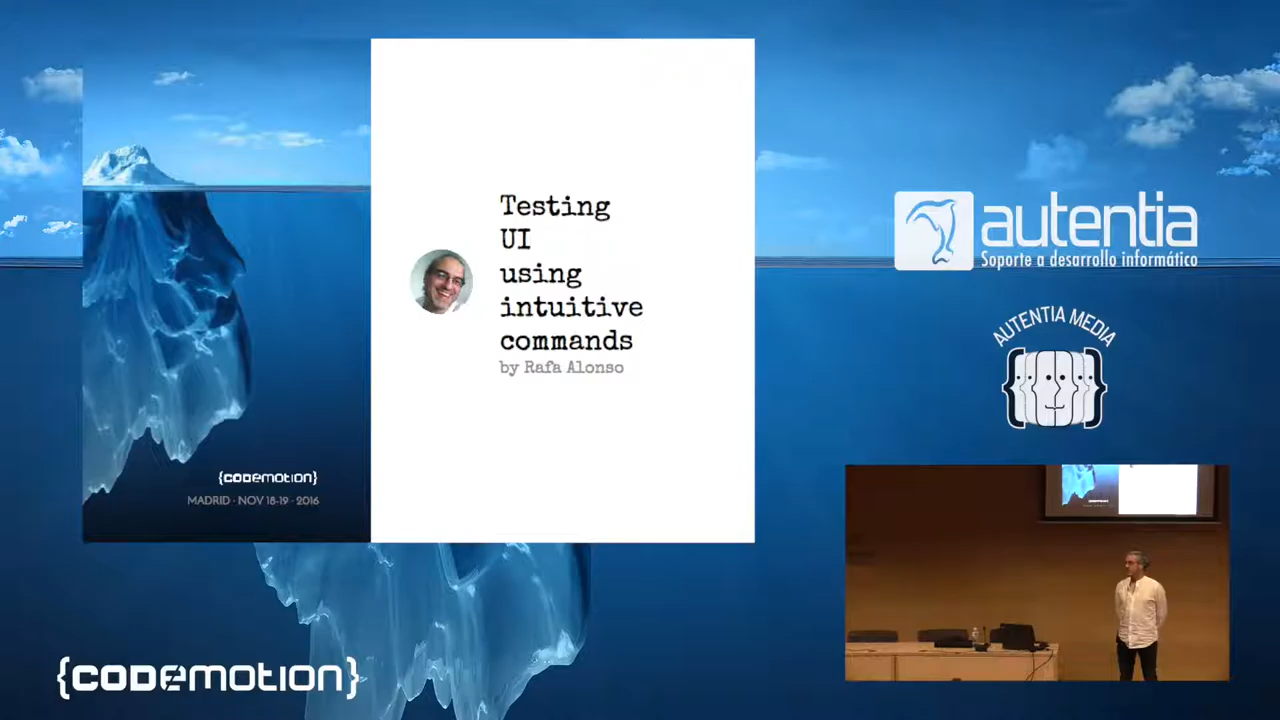 Testing
UI
using
intuitive
commands
by Rafa Alonso
{CODEMOTION}
MADRID · NOV 18-19 · 2016
autentia
Soporte a desarrollo informático
AUTENTIA MEDIA
{CODEMOTION}